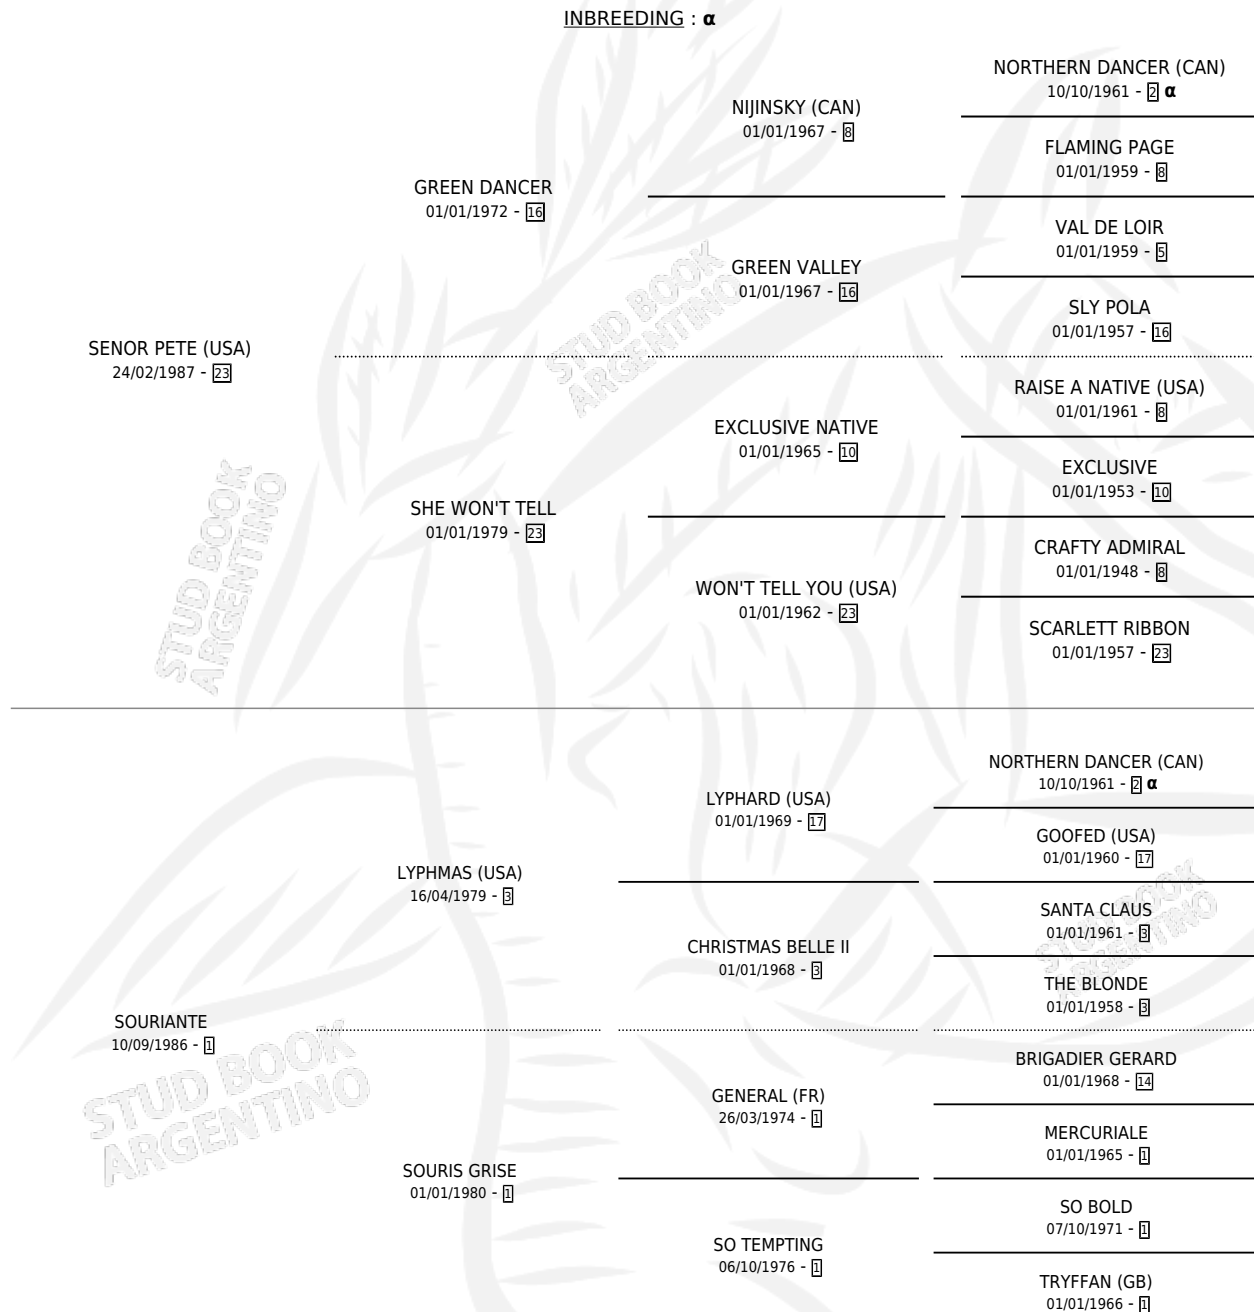 INBREEDING : α
NORTHERN DANCER (CAN)
10/10/1961 - 2 α
NIJINSKY (CAN)
01/01/1967 - 8
FLAMING PAGE
01/01/1959 - 8
GREEN DANCER
01/01/1972 - 16
VAL DE LOIR
01/01/1959 - 5
GREEN VALLEY
01/01/1967 - 16
SLY POLA
01/01/1957 - 16
SENOR PETE (USA)
24/02/1987 - 23
RAISE A NATIVE (USA)
01/01/1961 - 8
EXCLUSIVE NATIVE
01/01/1965 - 10
EXCLUSIVE
01/01/1953 - 10
SHE WON'T TELL
01/01/1979 - 23
CRAFTY ADMIRAL
01/01/1948 - 8
WON'T TELL YOU (USA)
01/01/1962 - 23
SCARLETT RIBBON
01/01/1957 - 23
NORTHERN DANCER (CAN)
10/10/1961 - 2 α
LYPHARD (USA)
01/01/1969 - 17
GOOFED (USA)
01/01/1960 - 17
LYPHMAS (USA)
16/04/1979 - 3
SANTA CLAUS
01/01/1961 - 3
CHRISTMAS BELLE II
01/01/1968 - 3
THE BLONDE
01/01/1958 - 3
SOURIANTE
10/09/1986 - 1
BRIGADIER GERARD
01/01/1968 - 14
GENERAL (FR)
26/03/1974 - 1
MERCURIALE
01/01/1965 - 1
SOURIS GRISE
01/01/1980 - 1
SO BOLD
07/10/1971 - 1
SO TEMPTING
06/10/1976 - 1
TRYFFAN (GB)
01/01/1966 - 1
STUD BOOK
ARGENTINO
STUD BOOK
ARGENTINO
STUD BOOK
ARGENTINO
STUD BOOK
ARGENTINO